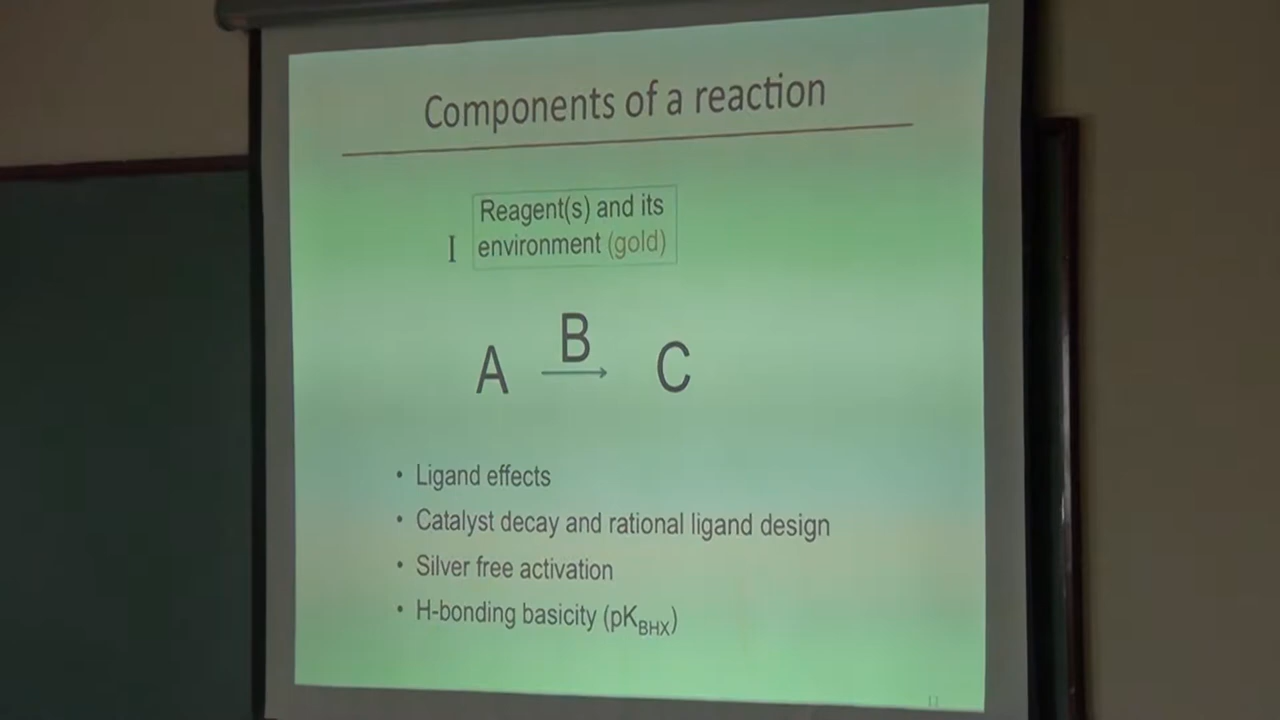 Components of a reaction
Reagent(s) and its
environment (gold)
B
A → C
• Ligand effects
• Catalyst decay and rational ligand design
• Silver free activation
• H-bonding basicity (pKBHX)
11